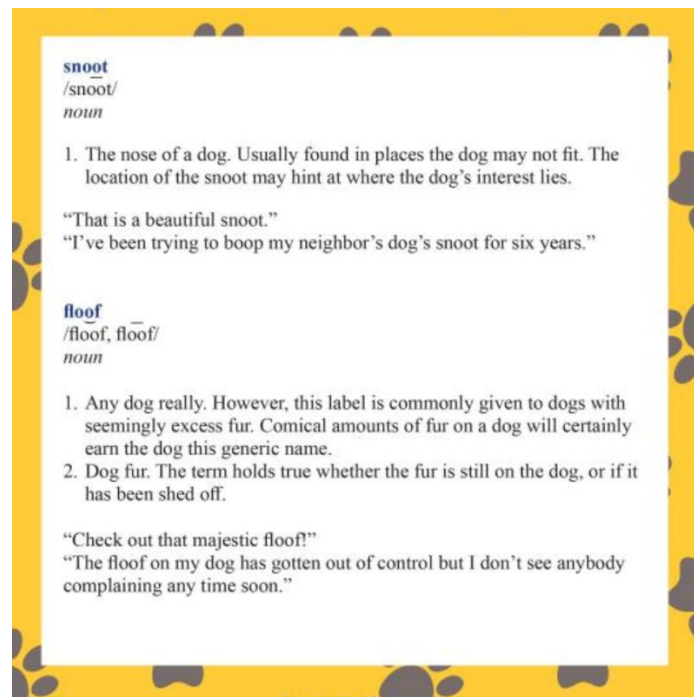 snoot
/sno͞ot/
noun
1. The nose of a dog. Usually found in places the dog may not fit. The
location of the snoot may hint at where the dog’s interest lies.
“That is a beautiful snoot.”
“I’ve been trying to boop my neighbor’s dog’s snoot for six years.”
floof
/flo͝of, flo͞of/
noun
1. Any dog really. However, this label is commonly given to dogs with
seemingly excess fur. Comical amounts of fur on a dog will certainly
earn the dog this generic name.
2. Dog fur. The term holds true whether the fur is still on the dog, or if it
has been shed off.
“Check out that majestic floof!”
“The floof on my dog has gotten out of control but I don’t see anybody
complaining any time soon.”